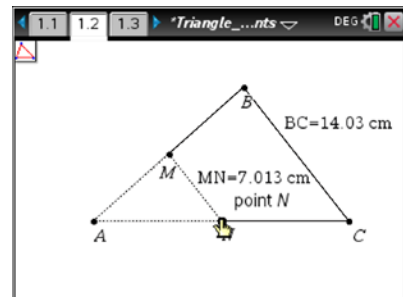 1.1 1.2 1.3 *Triangle_...nts DEG
B
BC=14.03 cm
M
MN=7.013 cm
point N
A
C